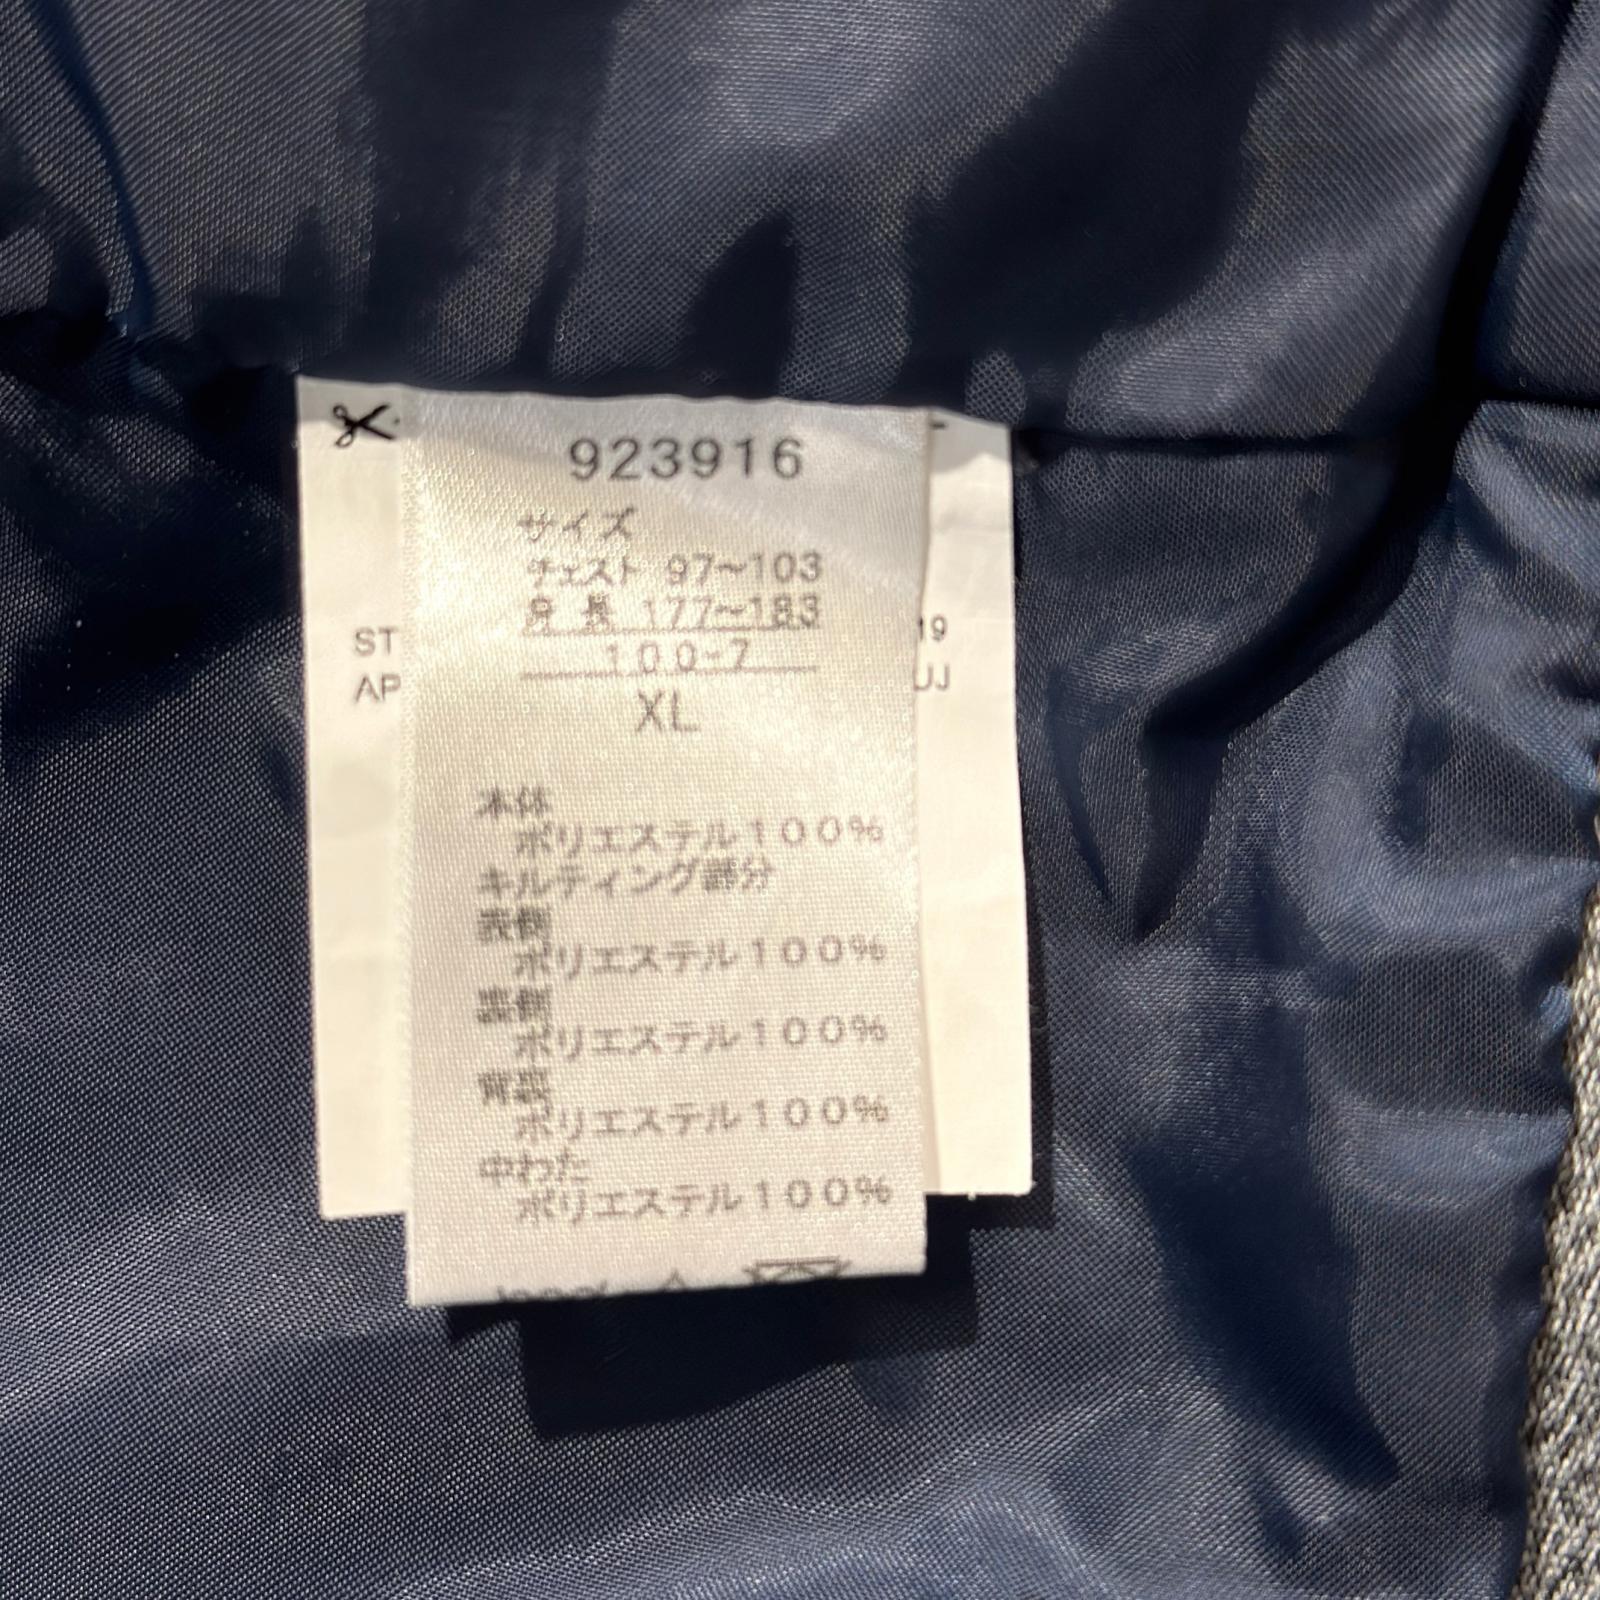 923916
サイズ
チェスト 97~103
身長 177~183
100-7
XL
本体
ポリエステル100%
キルティング部分
表側
ポリエステル100%
裏側
ポリエステル100%
背裏
ポリエステル100%
中わた
ポリエステル100%
ST
AP
19
UJ